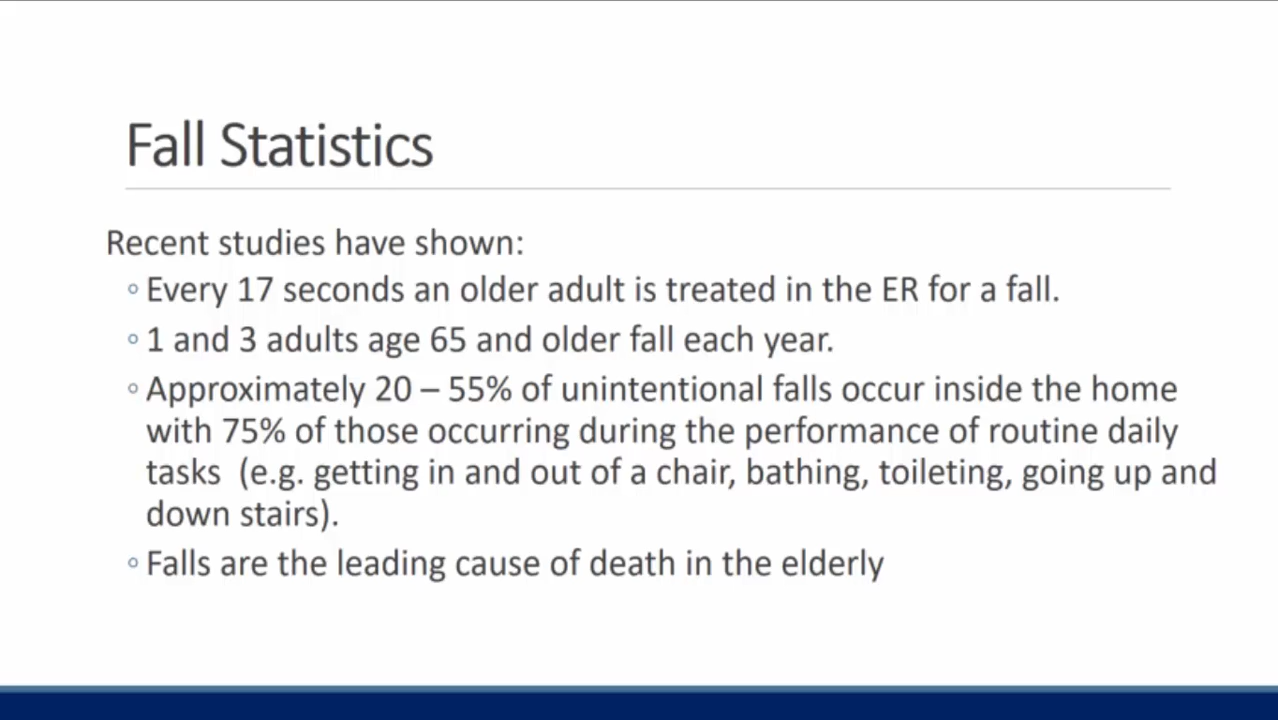 Fall Statistics
Recent studies have shown:
◦ Every 17 seconds an older adult is treated in the ER for a fall.
◦ 1 and 3 adults age 65 and older fall each year.
◦ Approximately 20 – 55% of unintentional falls occur inside the home
with 75% of those occurring during the performance of routine daily
tasks  (e.g. getting in and out of a chair, bathing, toileting, going up and
down stairs).
◦ Falls are the leading cause of death in the elderly